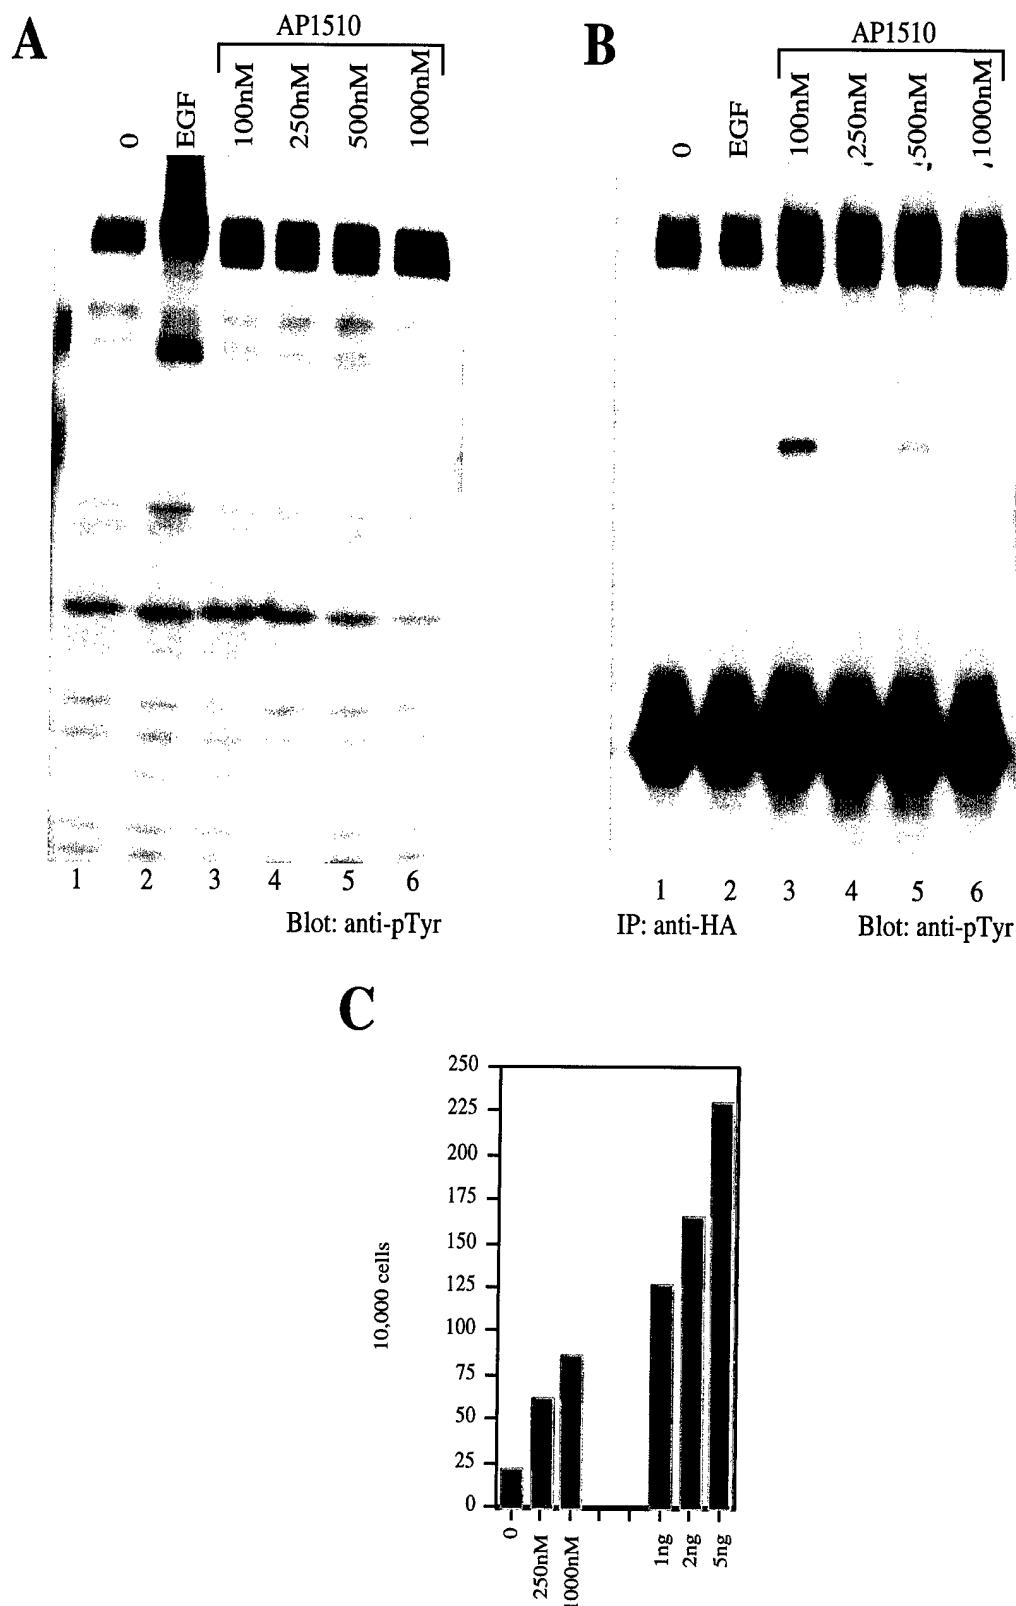 A
AP1510
0 EGF 100nM 250nM 500nM 1000nM
1 2 3 4 5 6
Blot: anti-pTyr
B
AP1510
0 EGF 100nM 250nM 500nM 1000nM
1 2 3 4 5 6
IP: anti-HA Blot: anti-pTyr
C
250
225
200
175
150
125
100
75
50
25
0
10,000 cells
0 250nM 1000nM 1ng 2ng 5ng